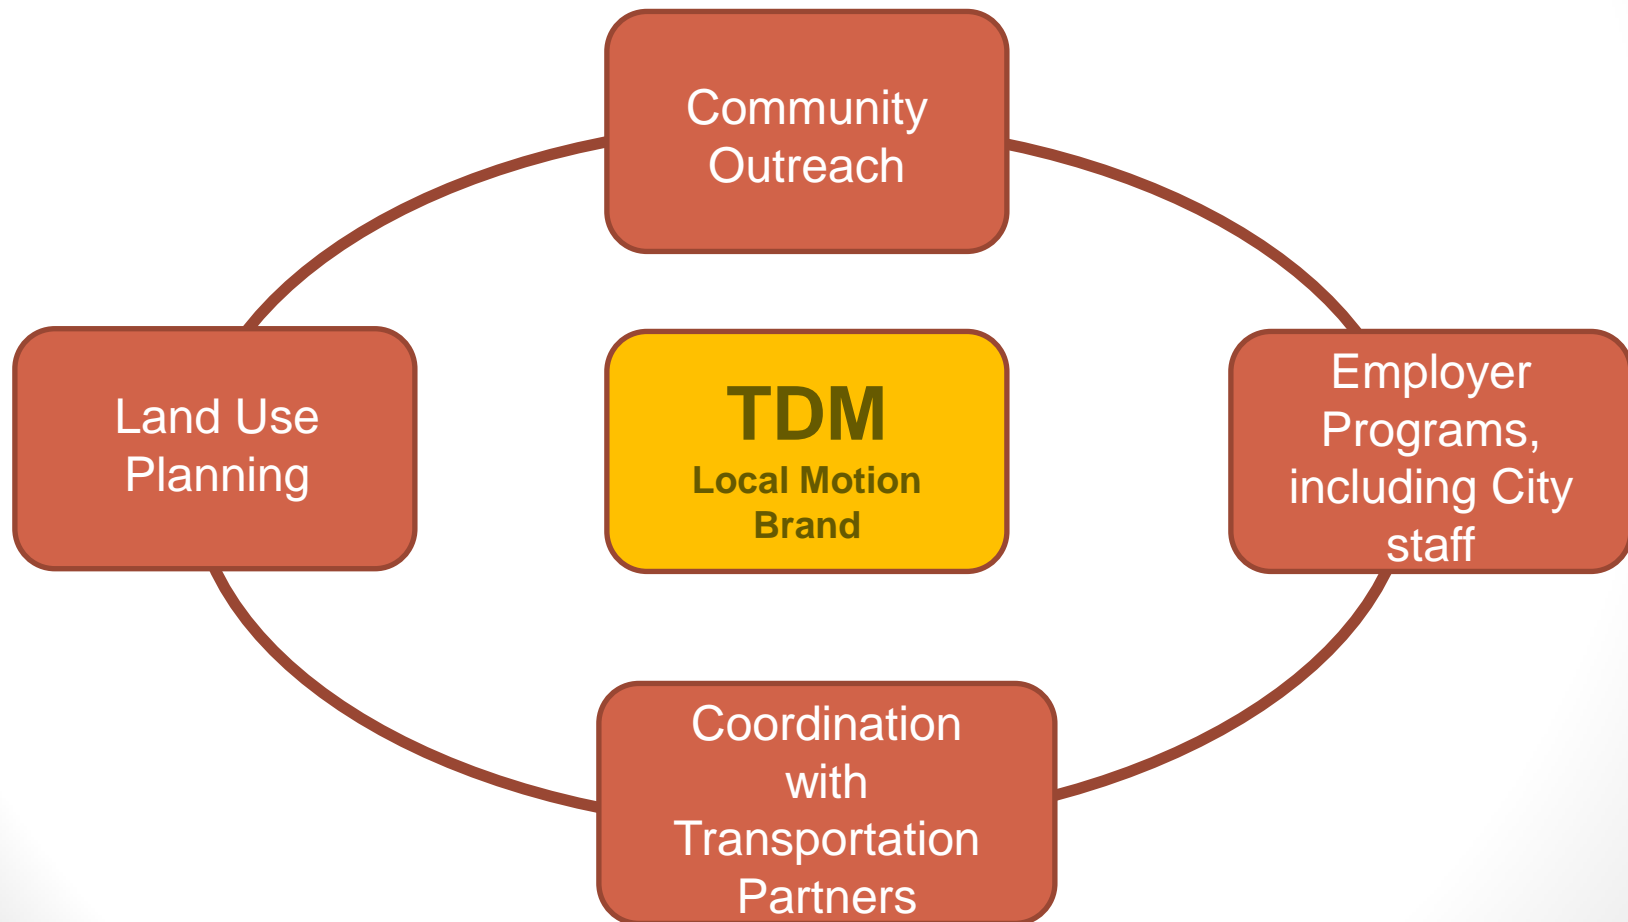 Community
Outreach
Land Use
Planning
TDM
Local Motion
Brand
Employer
Programs,
including City
staff
Coordination
with
Transportation
Partners